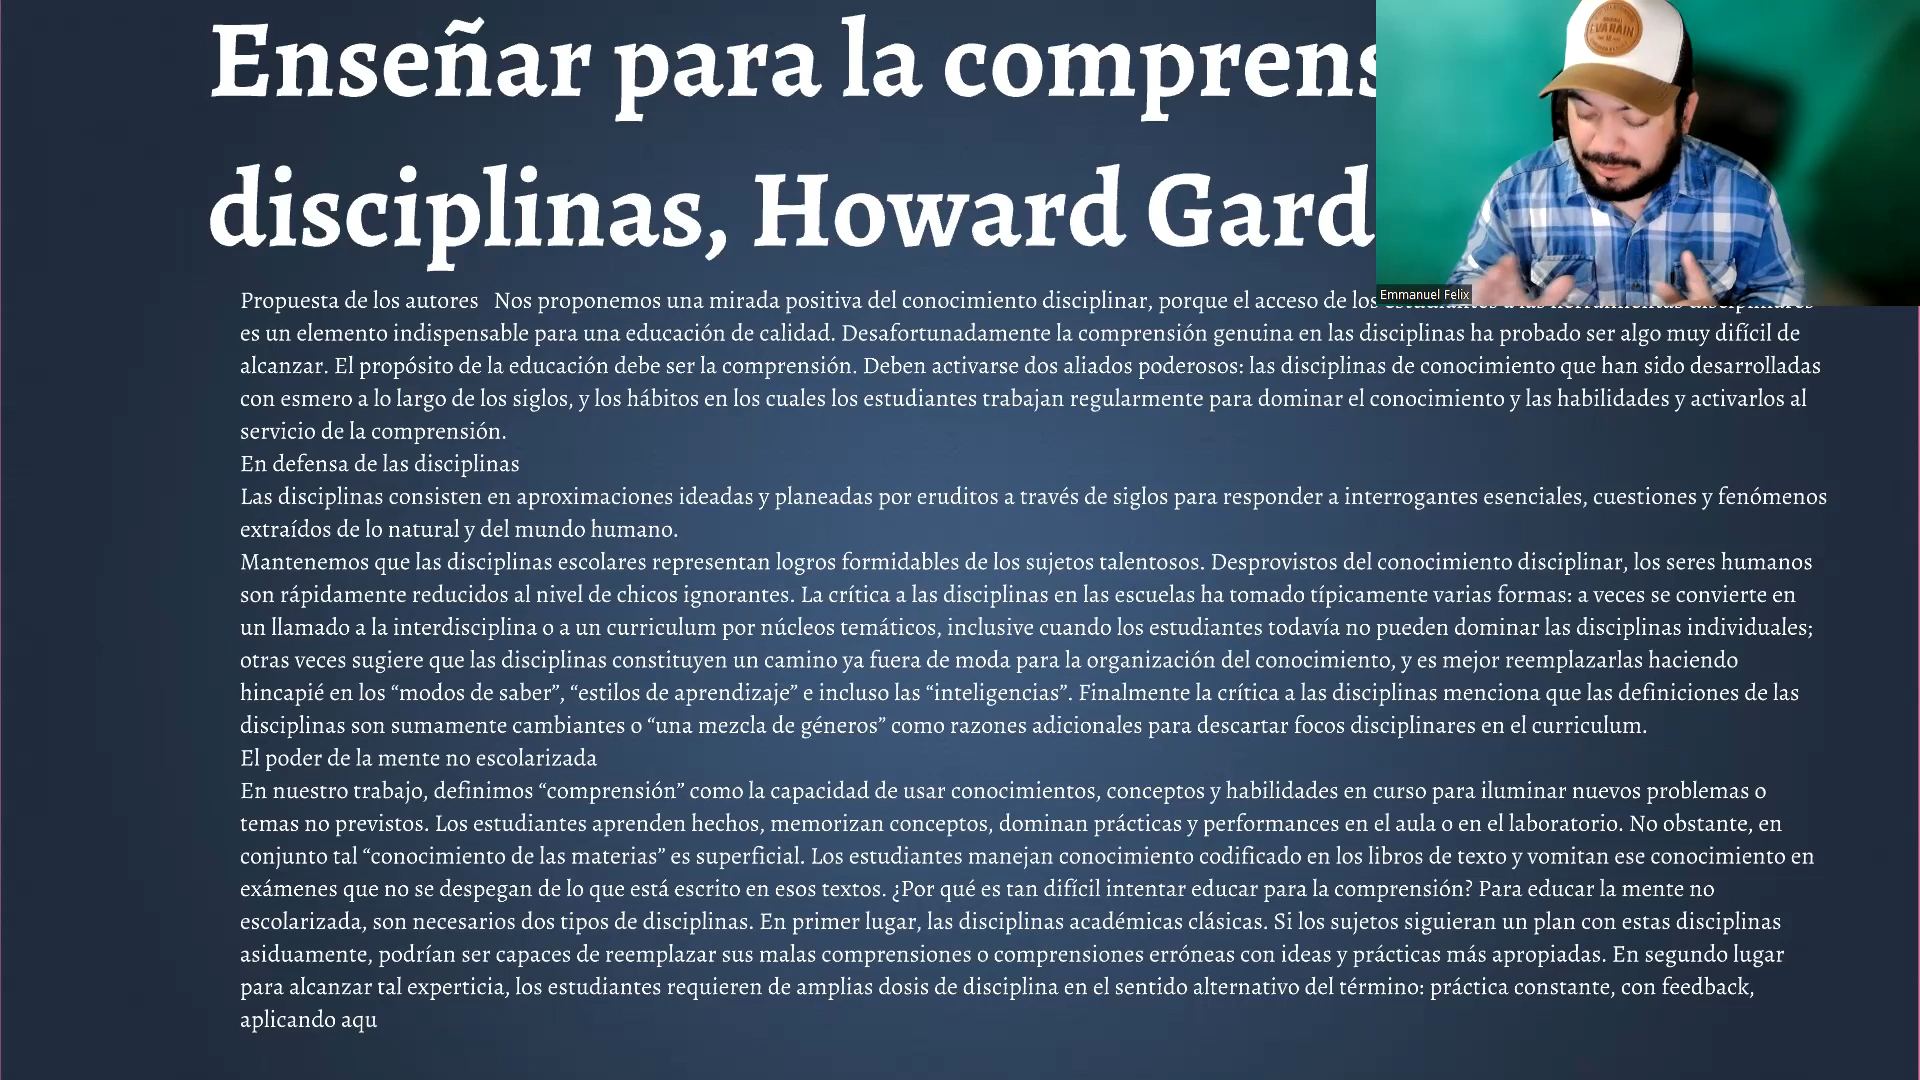 Enseñar para la comprens
disciplinas, Howard Gard
EVARAIN
Emmanuel Felix
Propuesta de los autores Nos proponemos una mirada positiva del conocimiento disciplinar, porque el acceso de los estudiantes a las herramientas disciplinares
es un elemento indispensable para una educación de calidad. Desafortunadamente la comprensión genuina en las disciplinas ha probado ser algo muy difícil de
alcanzar. El propósito de la educación debe ser la comprensión. Deben activarse dos aliados poderosos: las disciplinas de conocimiento que han sido desarrolladas
con esmero a lo largo de los siglos, y los hábitos en los cuales los estudiantes trabajan regularmente para dominar el conocimiento y las habilidades y activarlos al
servicio de la comprensión.
En defensa de las disciplinas
Las disciplinas consisten en aproximaciones ideadas y planeadas por eruditos a través de siglos para responder a interrogantes esenciales, cuestiones y fenómenos
extraídos de lo natural y del mundo humano.
Mantenemos que las disciplinas escolares representan logros formidables de los sujetos talentosos. Desprovistos del conocimiento disciplinar, los seres humanos
son rápidamente reducidos al nivel de chicos ignorantes. La crítica a las disciplinas en las escuelas ha tomado típicamente varias formas: a veces se convierte en
un llamado a la interdisciplina o a un curriculum por núcleos temáticos, inclusive cuando los estudiantes todavía no pueden dominar las disciplinas individuales;
otras veces sugiere que las disciplinas constituyen un camino ya fuera de moda para la organización del conocimiento, y es mejor reemplazarlas haciendo
hincapié en los “modos de saber”, “estilos de aprendizaje” e incluso las “inteligencias”. Finalmente la crítica a las disciplinas menciona que las definiciones de las
disciplinas son sumamente cambiantes o “una mezcla de géneros” como razones adicionales para descartar focos disciplinares en el curriculum.
El poder de la mente no escolarizada
En nuestro trabajo, definimos “comprensión” como la capacidad de usar conocimientos, conceptos y habilidades en curso para iluminar nuevos problemas o
temas no previstos. Los estudiantes aprenden hechos, memorizan conceptos, dominan prácticas y performances en el aula o en el laboratorio. No obstante, en
conjunto tal “conocimiento de las materias” es superficial. Los estudiantes manejan conocimiento codificado en los libros de texto y vomitan ese conocimiento en
exámenes que no se despegan de lo que está escrito en esos textos. ¿Por qué es tan difícil intentar educar para la comprensión? Para educar la mente no
escolarizada, son necesarios dos tipos de disciplinas. En primer lugar, las disciplinas académicas clásicas. Si los sujetos siguieran un plan con estas disciplinas
asiduamente, podrían ser capaces de reemplazar sus malas comprensiones o comprensiones erróneas con ideas y prácticas más apropiadas. En segundo lugar
para alcanzar tal experticia, los estudiantes requieren de amplias dosis de disciplina en el sentido alternativo del término: práctica constante, con feedback,
aplicando aqu